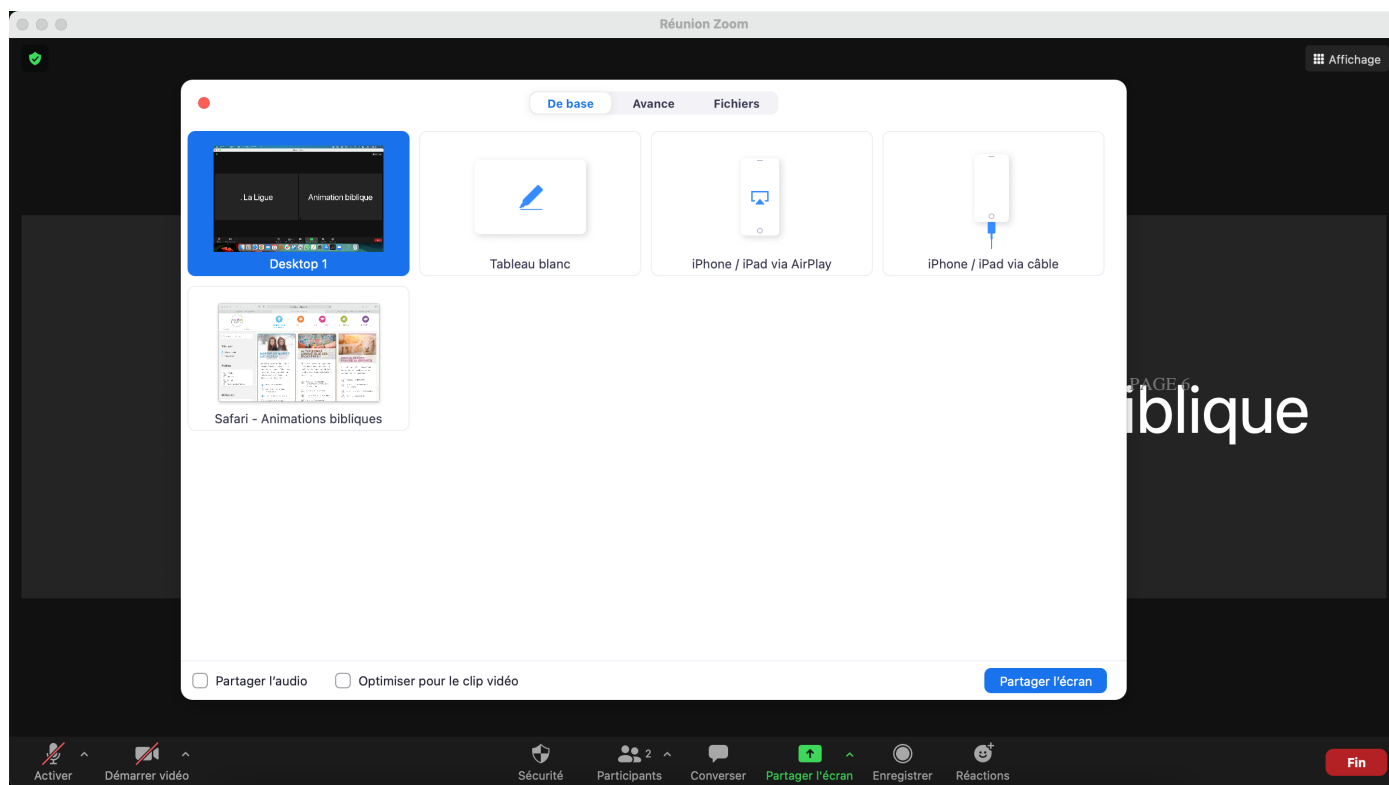 Réunion Zoom
Affichage
De base Avance Fichiers
. La Ligue Animation biblique
Desktop 1
Tableau blanc
iPhone / iPad via AirPlay
iPhone / iPad via câble
Safari - Animations bibliques
PAGE 6
iblique
Partager l'audio Optimiser pour le clip vidéo Partager l'écran
2
Activer Démarrer vidéo Sécurité Participants Converser Partager l'écran Enregistrer Réactions Fin